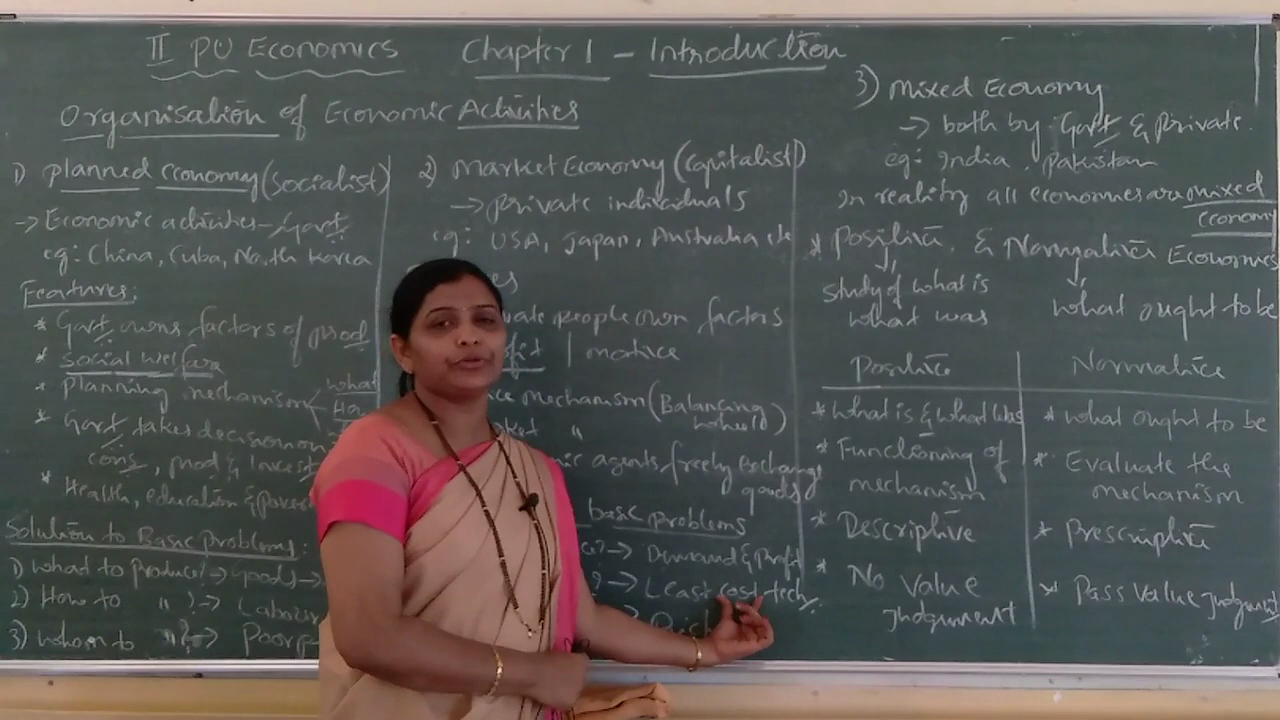 II PU Economics Chapter 1 - Introduction
Organisation of Economic Activities
1) Planned Economy (Socialist)
→ Economic activities - Govt.
eg: China, Cuba, North Korea
Features:
* Govt. owns factors of prod
* Social welfare
* Planning mechanism < what
How
* Govt. takes decision on
cons, prod & Invest
* Health, education & pover
Solution to Basic problems:
1) What to produce? → Goods →
2) How to " ? → Labour
3) Whom to " ? → Poor
2) Market Economy (Capitalist)
→ private individuals
eg: USA, Japan, Australia etc
people own factors
| motive
mechanism (Balancing
wheel)
"
agents freely exchange
goods
basic problems
→ Demand & Profit
→ Least cost tech.
3) Mixed Economy
→ both by Govt & private.
eg: India, Pakistan
In reality all economies are mixed
economy
* Positive & Normative Economics
study of what is
what was
what ought to be
Positive Normative
* What is & what was * what ought to be
* Functioning of mechanism * Evaluate the mechanism
* Descriptive * Prescriptive
* No value judgement * Pass value judgement